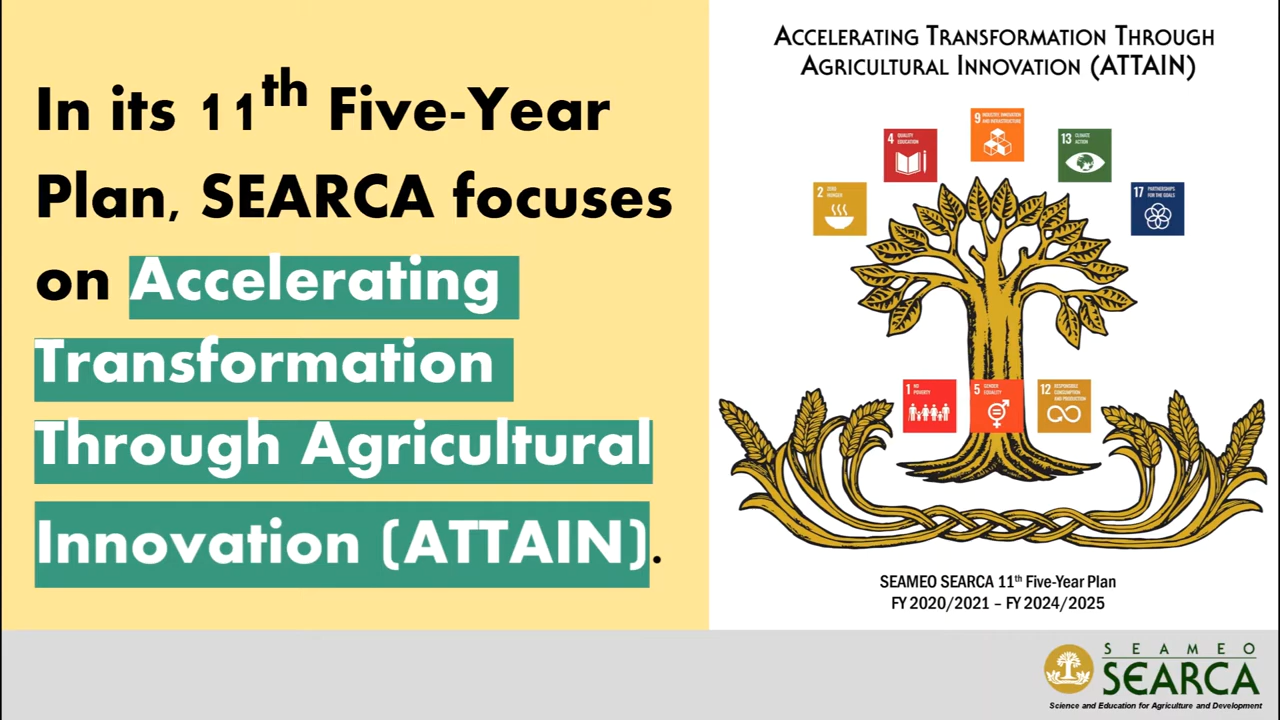 In its 11th Five-Year
Plan, SEARCA focuses
on Accelerating
Transformation
Through Agricultural
Innovation (ATTAIN).
ACCELERATING TRANSFORMATION THROUGH
AGRICULTURAL INNOVATION (ATTAIN)
9 INDUSTRY, INNOVATION
AND INFRASTRUCTURE
4 QUALITY
EDUCATION
13 CLIMATE
ACTION
2 ZERO
HUNGER
17 PARTNERSHIPS
FOR THE GOALS
1 NO
POVERTY
5 GENDER
EQUALITY
12 RESPONSIBLE
CONSUMPTION
AND PRODUCTION
SEAMEO SEARCA 11th Five-Year Plan
FY 2020/2021 – FY 2024/2025
SEAMEO
SEARCA
Science and Education for Agriculture and Development